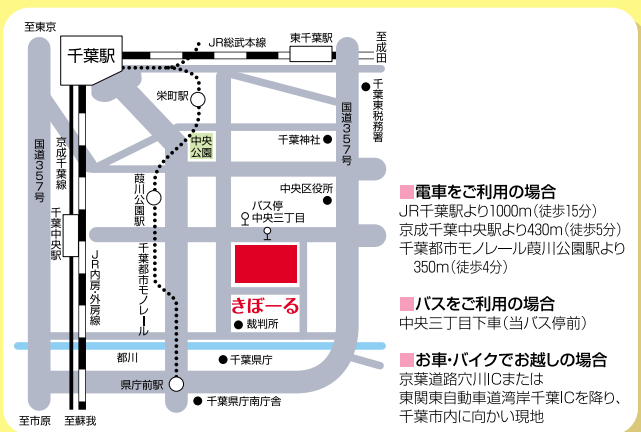 至東京
千葉駅
JR総武本線
東千葉駅
至成田
栄町駅
千葉東税務署
国道357号
中央公園
千葉神社
国道357号
京成千葉線
葭川公園駅
中央区役所
バス停
中央三丁目
千葉中央駅
JR内房・外房線
千葉都市モノレール
きぼーる
裁判所
都川
千葉県庁
県庁前駅
千葉県庁南庁舎
至市原
至蘇我
■電車をご利用の場合
JR千葉駅より1000m(徒歩15分)
京成千葉中央駅より430m(徒歩5分)
千葉都市モノレール葭川公園駅より
350m(徒歩4分)
■バスをご利用の場合
中央三丁目下車(当バス停前)
■お車・バイクでお越しの場合
京葉道路穴川ICまたは
東関東自動車道湾岸千葉ICを降り、
千葉市内に向かい現地